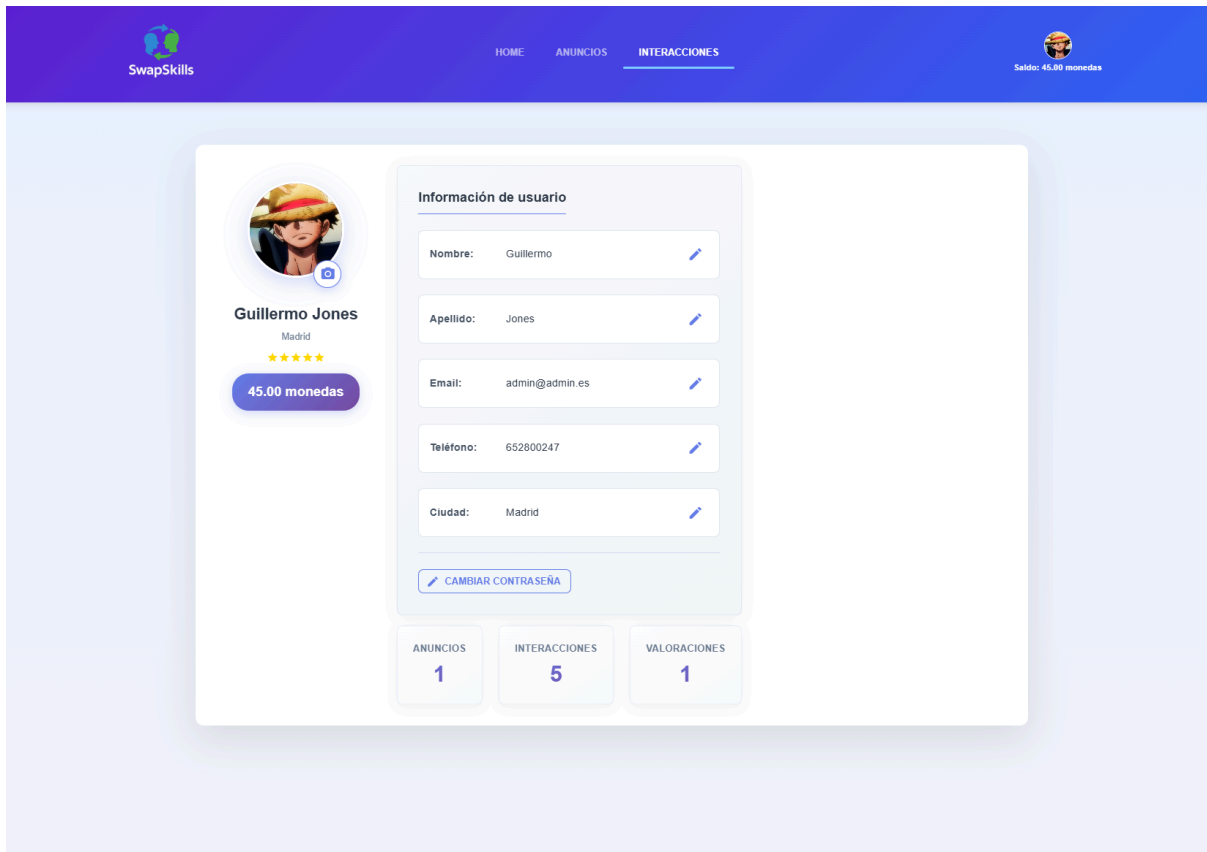 SwapSkills
HOME ANUNCIOS INTERACCIONES
Saldo: 45.00 monedas
Guillermo Jones
Madrid
45.00 monedas
Información de usuario
Nombre: Guillermo
Apellido: Jones
Email: admin@admin.es
Teléfono: 652800247
Ciudad: Madrid
CAMBIAR CONTRASEÑA
ANUNCIOS INTERACCIONES VALORACIONES
1 5 1